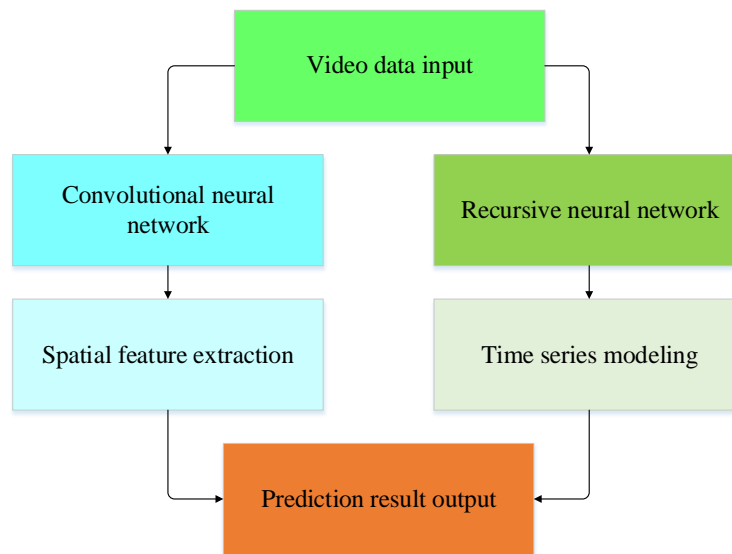 Video data input
Convolutional neural
network
Recursive neural network
Spatial feature extraction
Time series modeling
Prediction result output